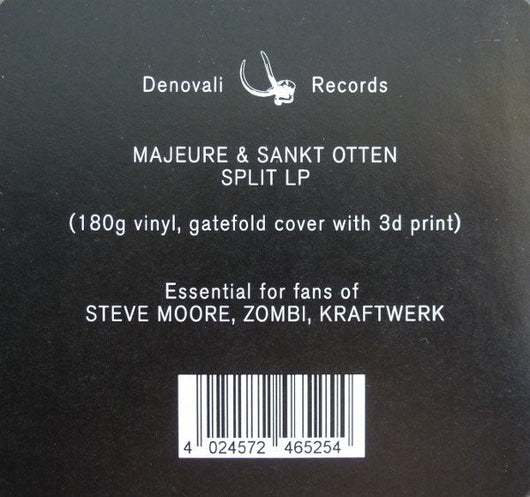 Denovali Records
MAJEURE & SANKT OTTEN
SPLIT LP
(180g vinyl, gatefold cover with 3d print)
Essential for fans of
STEVE MOORE, ZOMBI, KRAFTWERK
4 024572 465254